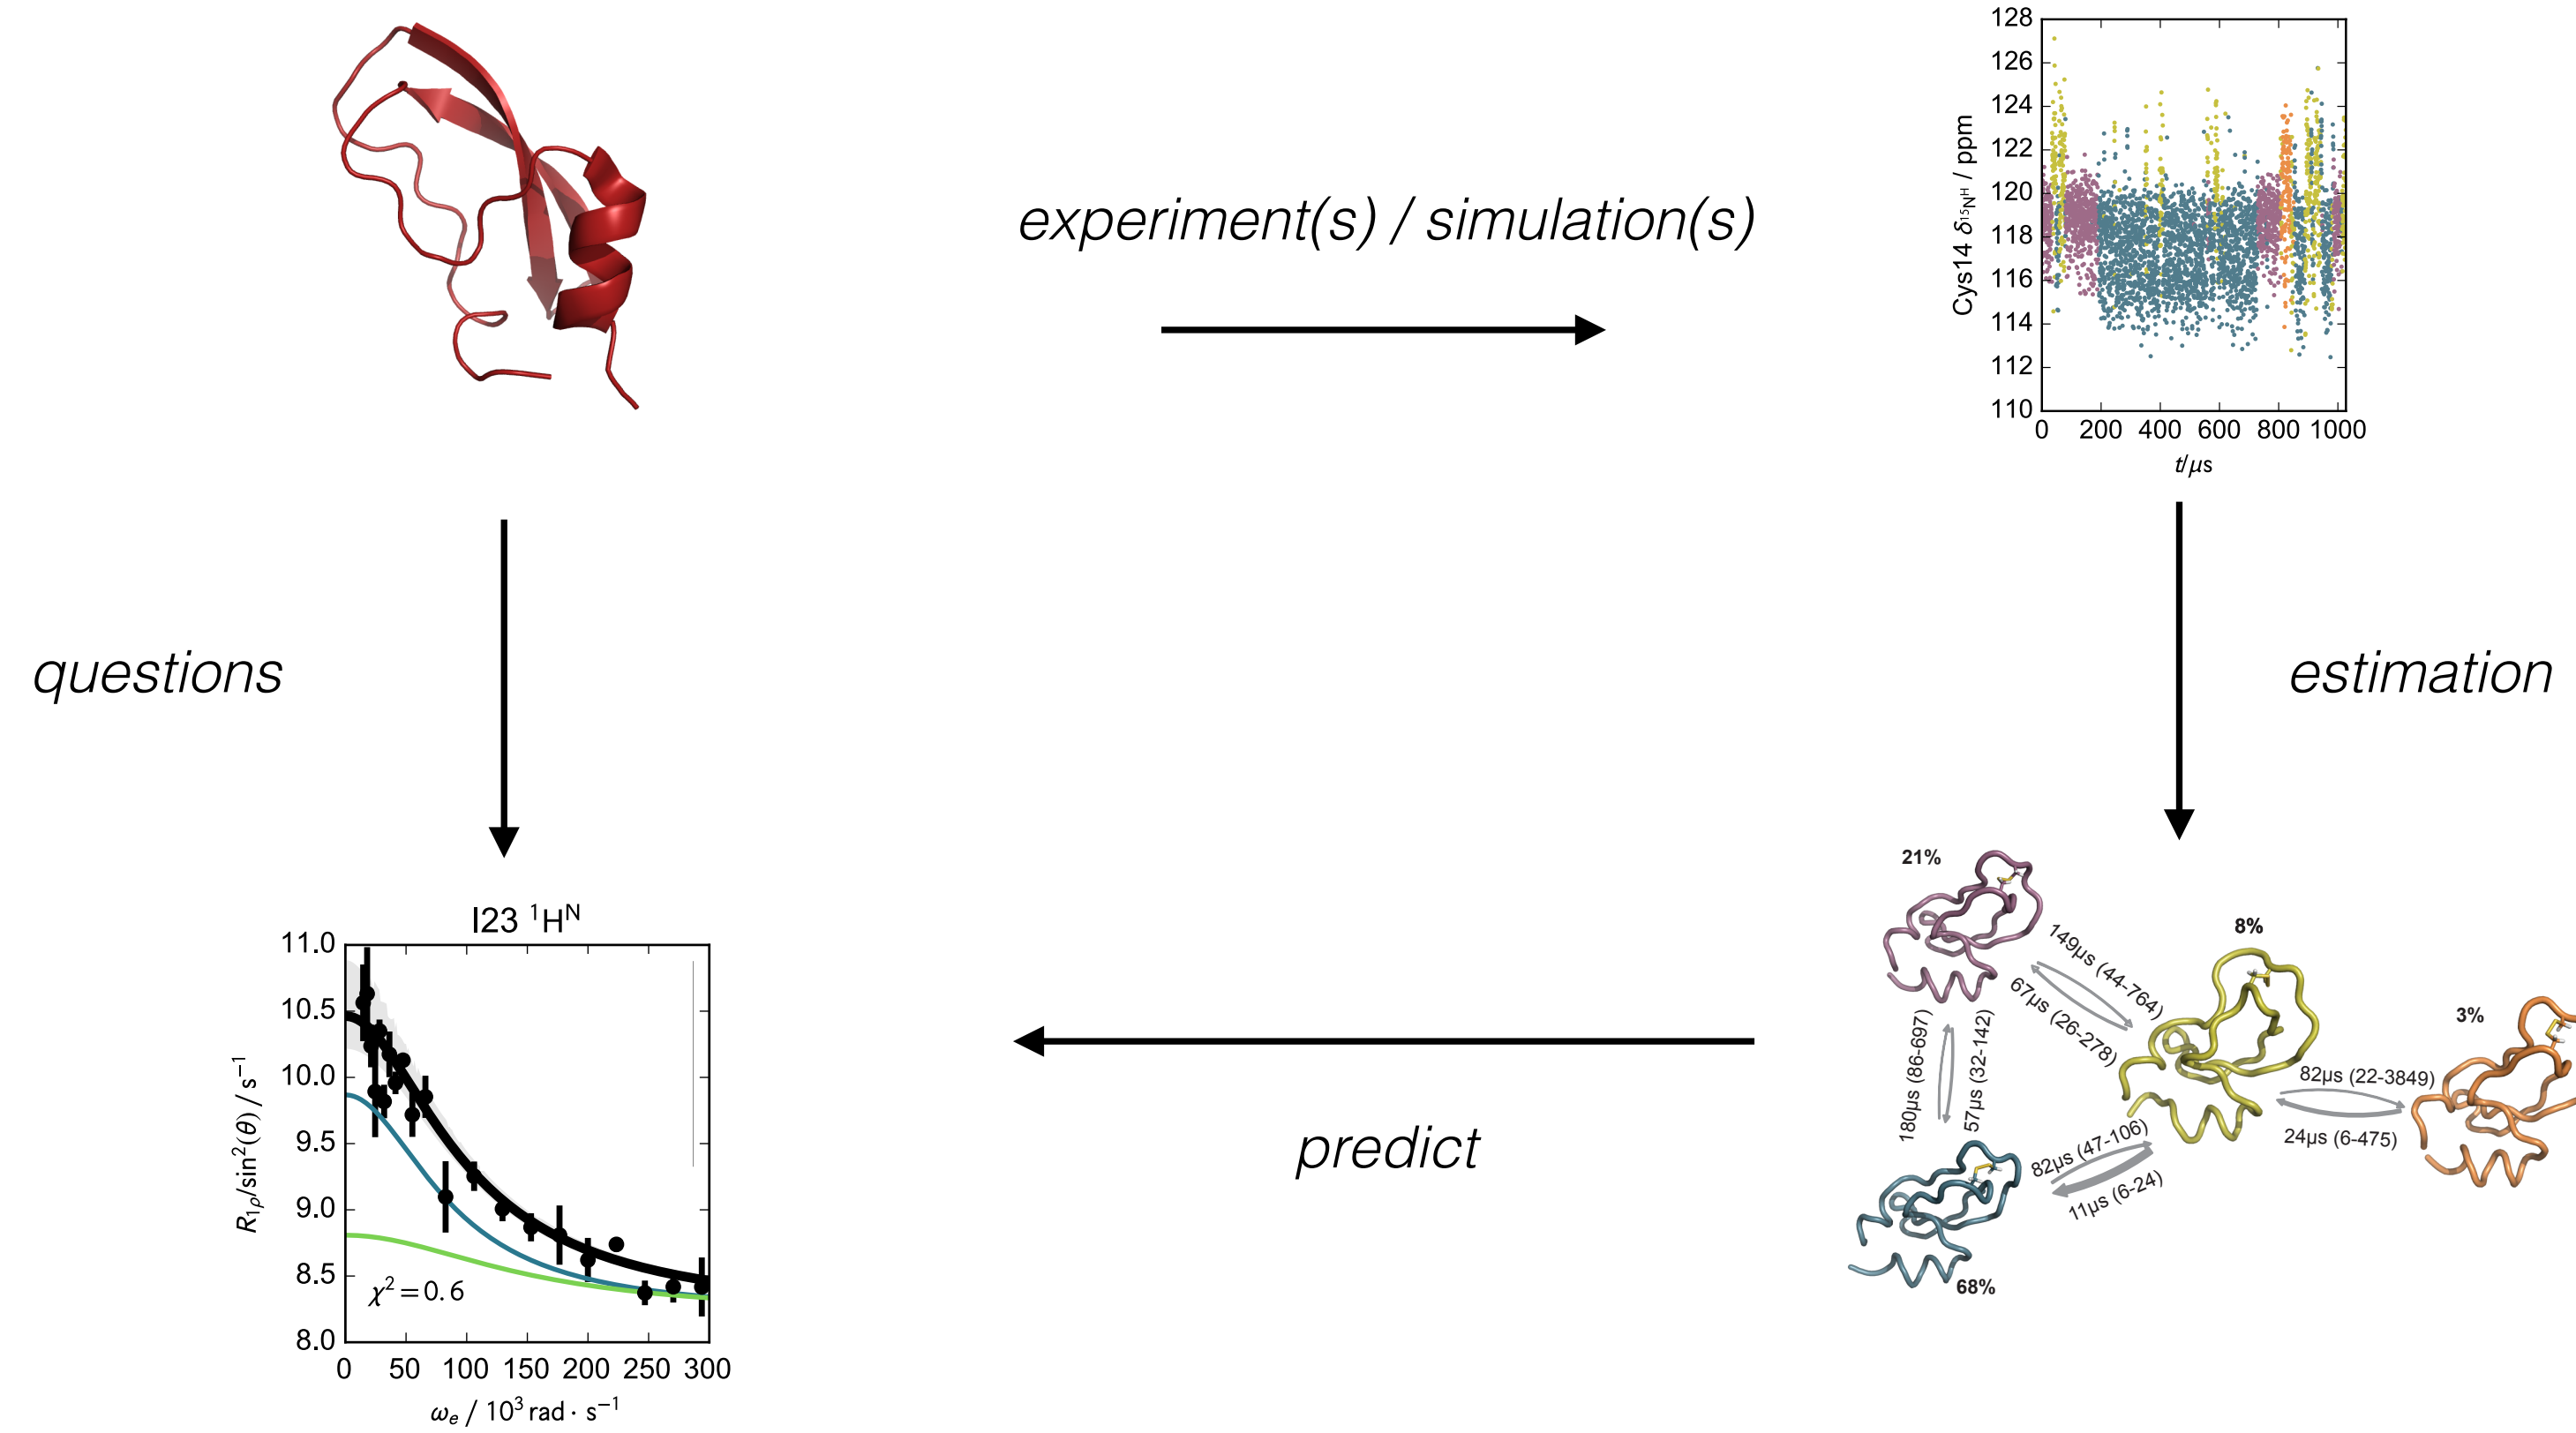 experiment(s) / simulation(s)
128
126
124
122
120
118
116
114
112
110
Cys14 δ¹⁵Nᴴ / ppm
0 200 400 600 800 1000
t/μs
questions
estimation
I23 ¹Hᴺ
11.0
10.5
10.0
9.5
9.0
8.5
8.0
R₁ᵨ/sin²(θ) / s⁻¹
χ²=0.6
0 50 100 150 200 250 300
ωₑ / 10³ rad · s⁻¹
predict
21%
8%
3%
68%
149μs (44-764)
67μs (26-278)
180μs (86-697)
57μs (32-142)
82μs (47-106)
11μs (6-24)
82μs (22-3849)
24μs (6-475)